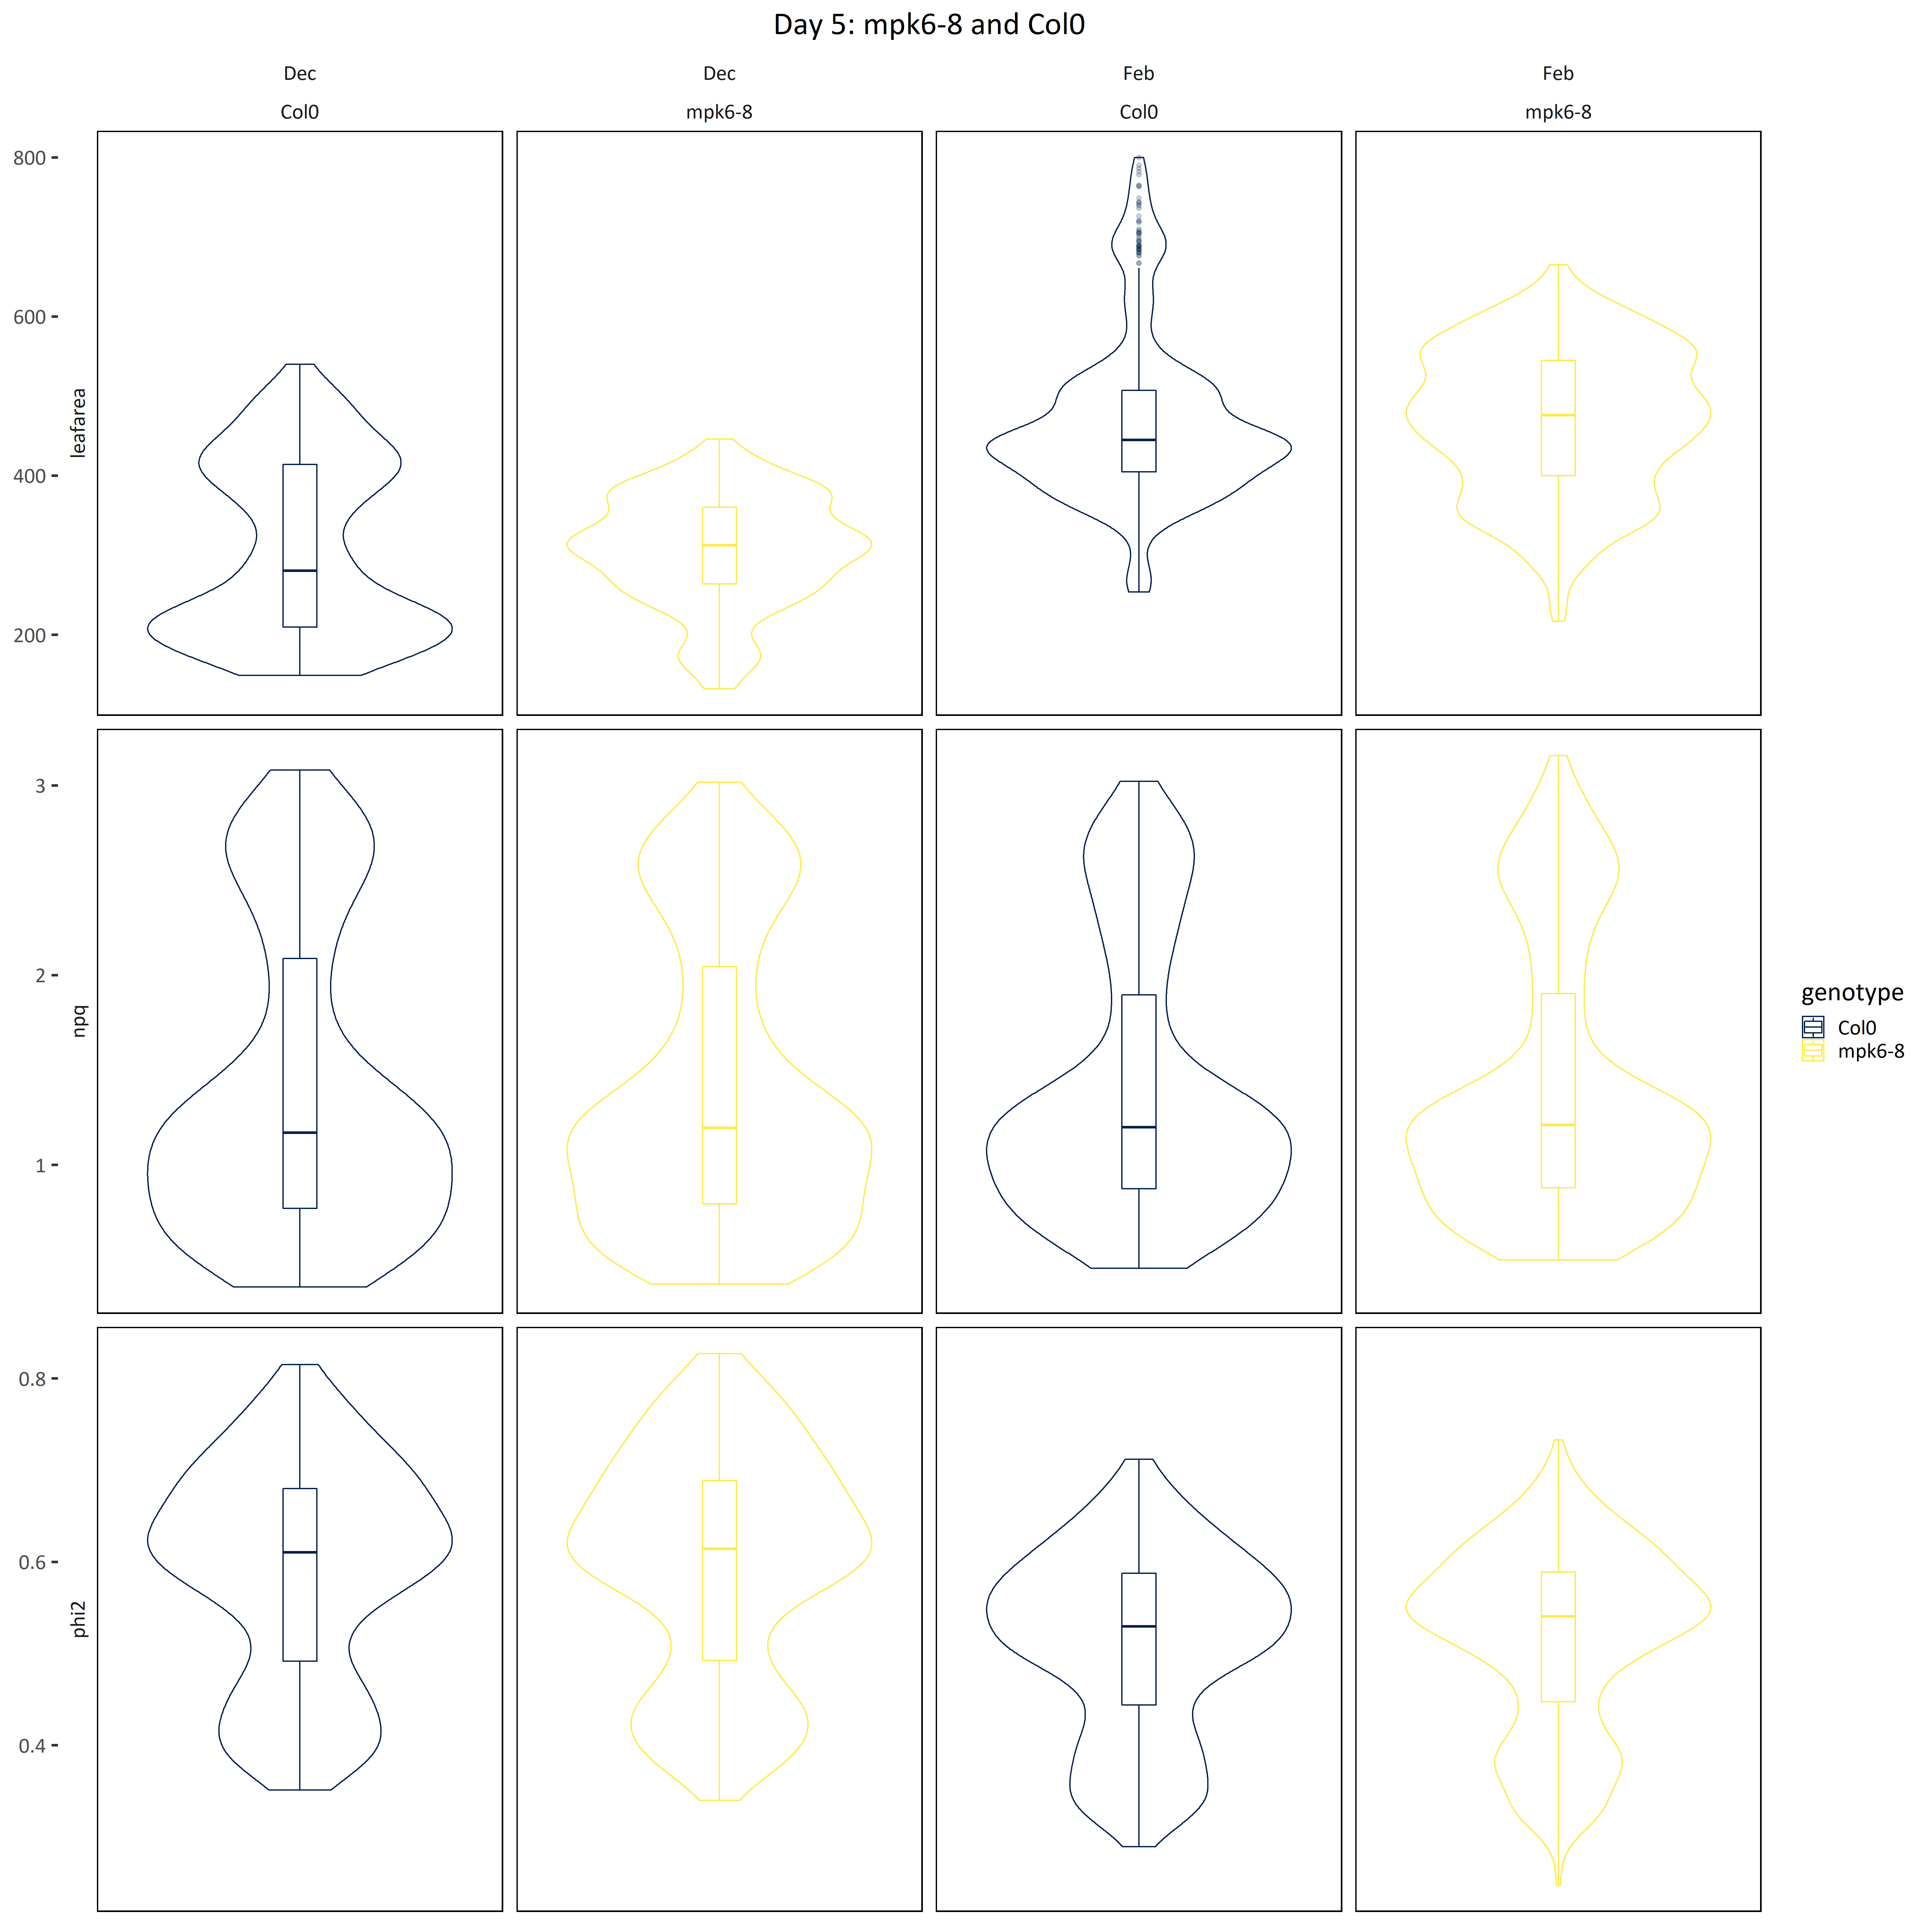 Day 5: mpk6-8 and Col0
Dec Dec Feb Feb
Col0 mpk6-8 Col0 mpk6-8
800
600
leafarea
400
200
3
2
npq
1
genotype
Col0
mpk6-8
0.8
0.6
phi2
0.4